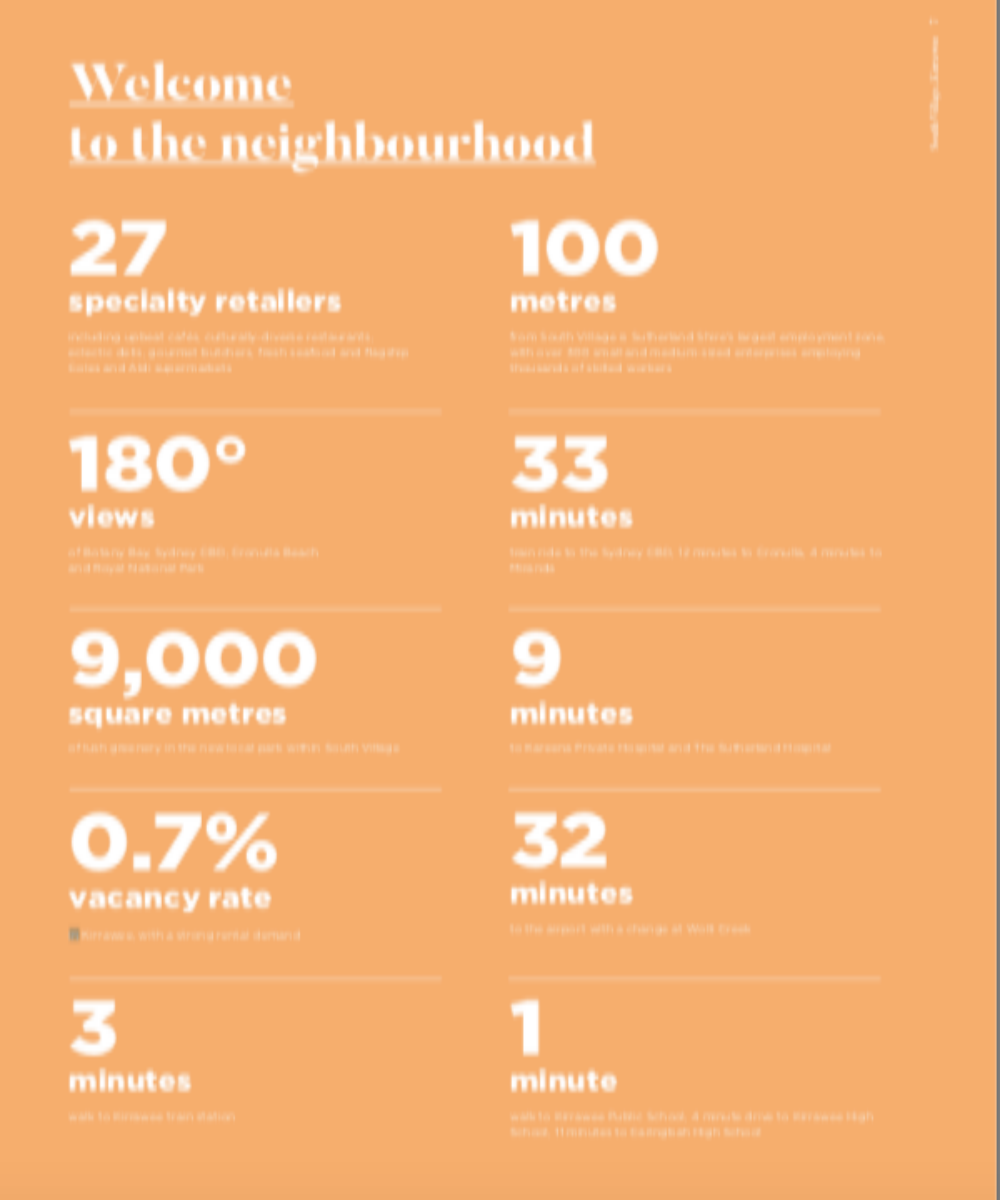 Welcome
to the neighbourhood
27
specialty retailers
including upbeat cafés, culturally-diverse restaurants,
eclectic delis, gourmet butchers, fresh seafood and flagship
Coles and Aldi supermarkets
180°
views
of Botany Bay, Sydney CBD, Cronulla Beach
and Royal National Park
9,000
square metres
of lush greenery in the new local park within South Village
0.7%
vacancy rate
Kirrawee, with a strong rental demand
3
minutes
walk to Kirrawee train station
100
metres
from South Village is Sutherland Shire's largest employment zone,
with over small and medium sized enterprises employing
thousands of skilled workers
33
minutes
train ride to the Sydney CBD, 12 minutes to Cronulla, 4 minutes to
Miranda
9
minutes
to Kareena Private Hospital and The Sutherland Hospital
32
minutes
to the airport with a change at Wolli Creek
1
minute
walk to Kirrawee Public School, 4 minute drive to Kirrawee High
School, 11 minutes to High School
South Village, Kirrawee